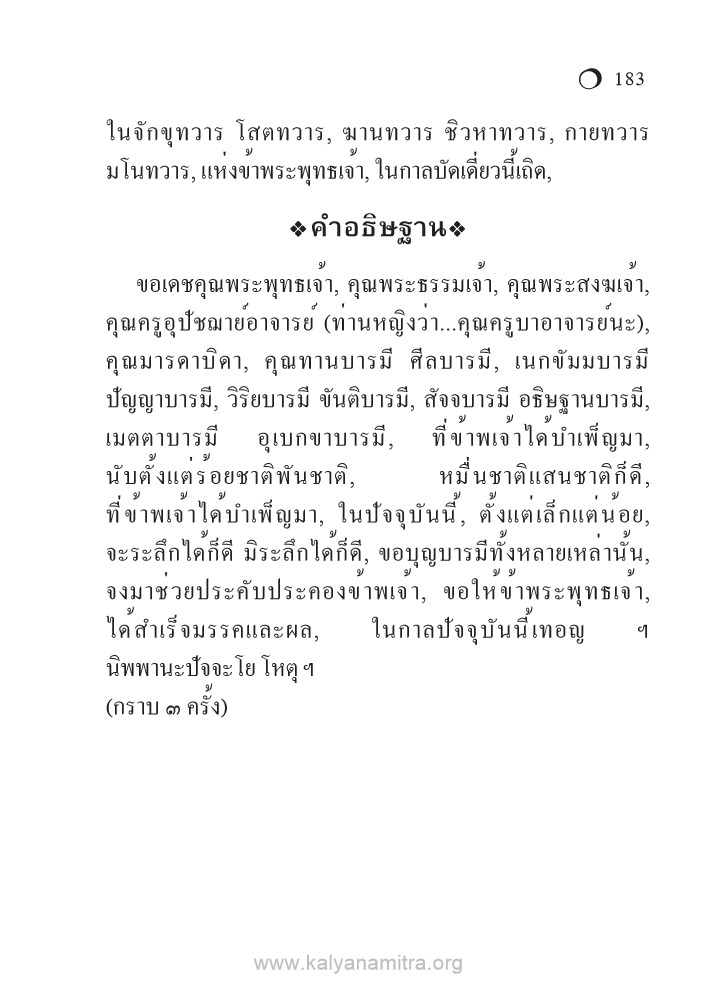 183
ในจักขุทวาร โสตทวาร, ฆานทวาร ชิวหาทวาร, กายทวาร
มโนทวาร, แห่งข้าพระพุทธเจ้า, ในกาลบัดเดี่ยวนี้เถิด,
❖คำอธิษฐาน❖
ขอเดชคุณพระพุทธเจ้า, คุณพระธรรมเจ้า, คุณพระสงฆเจ้า,
คุณครูอุปัชฌาย์อาจารย์ (ท่านหญิงว่า...คุณครูบาอาจารย์นะ),
คุณมารดาบิดา, คุณทานบารมี ศีลบารมี, เนกขัมมบารมี
ปัญญาบารมี, วิริยบารมี ขันติบารมี, สัจจบารมี อธิษฐานบารมี,
เมตตาบารมี อุเบกขาบารมี, ที่ข้าพเจ้าได้บำเพ็ญมา,
นับตั้งแต่ร้อยชาติพันชาติ, หมื่นชาติแสนชาติก็ดี,
ที่ข้าพเจ้าได้บำเพ็ญมา, ในปัจจุบันนี้, ตั้งแต่เล็กแต่น้อย,
จะระลึกได้ก็ดี มิระลึกได้ก็ดี, ขอบุญบารมีทั้งหลายเหล่านั้น,
จงมาช่วยประคับประคองข้าพเจ้า, ขอให้ข้าพระพุทธเจ้า,
ได้สำเร็จมรรคและผล, ในกาลปัจจุบันนี้เทอญ ฯ
นิพพานะปัจจะโย โหตุ ฯ
(กราบ ๓ ครั้ง)
www.kalyanamitra.org